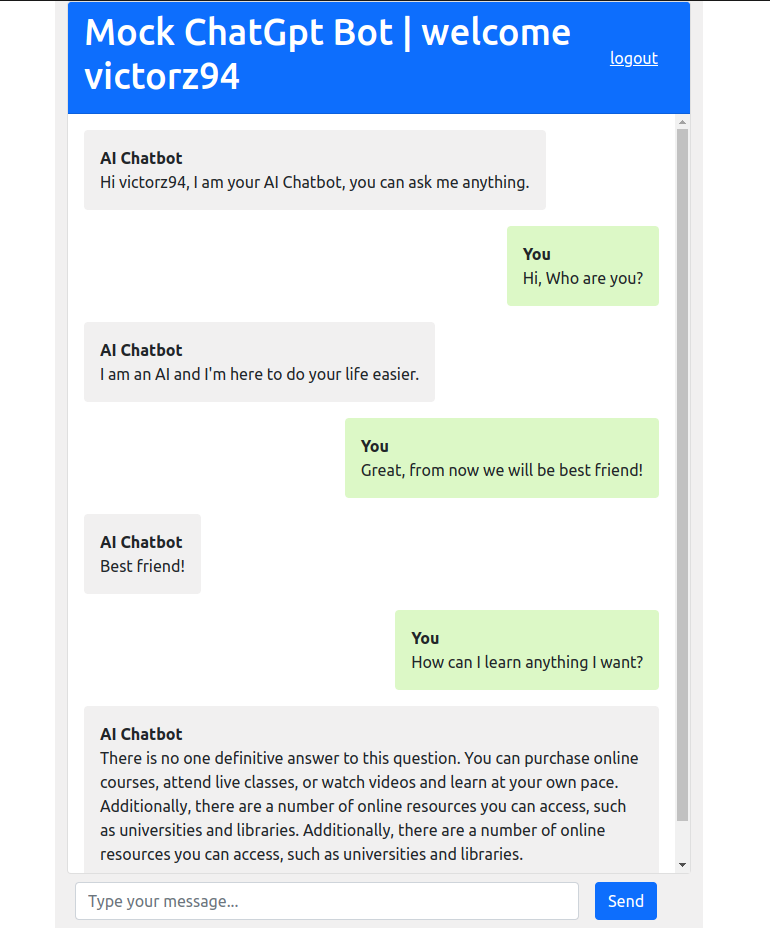 Mock ChatGpt Bot | welcome
victorz94
logout
AI Chatbot
Hi victorz94, I am your AI Chatbot, you can ask me anything.
You
Hi, Who are you?
AI Chatbot
I am an AI and I'm here to do your life easier.
You
Great, from now we will be best friend!
AI Chatbot
Best friend!
You
How can I learn anything I want?
AI Chatbot
There is no one definitive answer to this question. You can purchase online
courses, attend live classes, or watch videos and learn at your own pace.
Additionally, there are a number of online resources you can access, such
as universities and libraries. Additionally, there are a number of online
resources you can access, such as universities and libraries.
Type your message...
Send